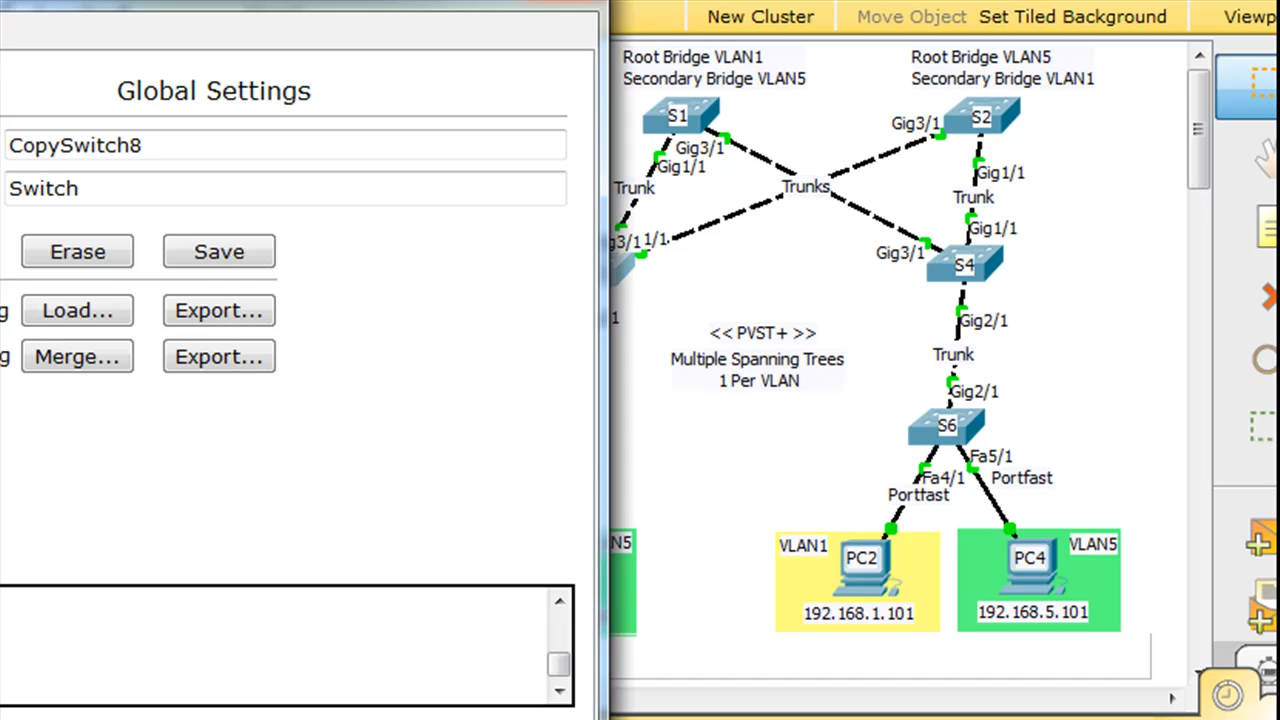 New Cluster
Move Object
Set Tiled Background
Global Settings
CopySwitch8
Switch
Erase
Save
Load...
Export...
Merge...
Export...
Root Bridge VLAN1
Secondary Bridge VLAN5
Root Bridge VLAN5
Secondary Bridge VLAN1
S1
S2
Gig3/1
Gig3/1
Gig1/1
Gig1/1
Trunk
Trunks
Trunk
Gig1/1
Gig3/1
S4
Gig2/1
<< PVST+ >>
Multiple Spanning Trees
1 Per VLAN
Trunk
Gig2/1
S6
Fa5/1
Fa4/1
Portfast
Portfast
VLAN1
PC2
192.168.1.101
VLAN5
PC4
192.168.5.101